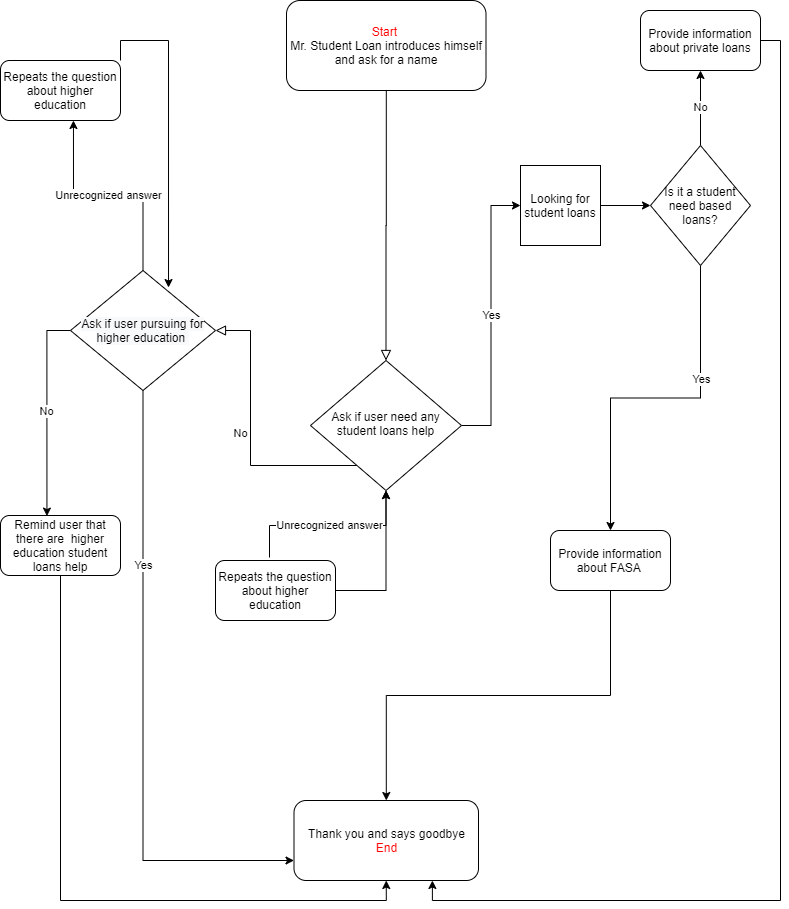 Start
Mr. Student Loan introduces himself
and ask for a name
Provide information
about private loans
Repeats the question
about higher
education
No
Unrecognized answer
Looking for
student loans
Is it a student
need based
loans?
Ask if user pursuing for
higher education
Yes
Yes
No
No
Ask if user need any
student loans help
Remind user that
there are higher
education student
loans help
Unrecognized answer
Yes
Repeats the question
about higher
education
Provide information
about FASA
Thank you and says goodbye
End